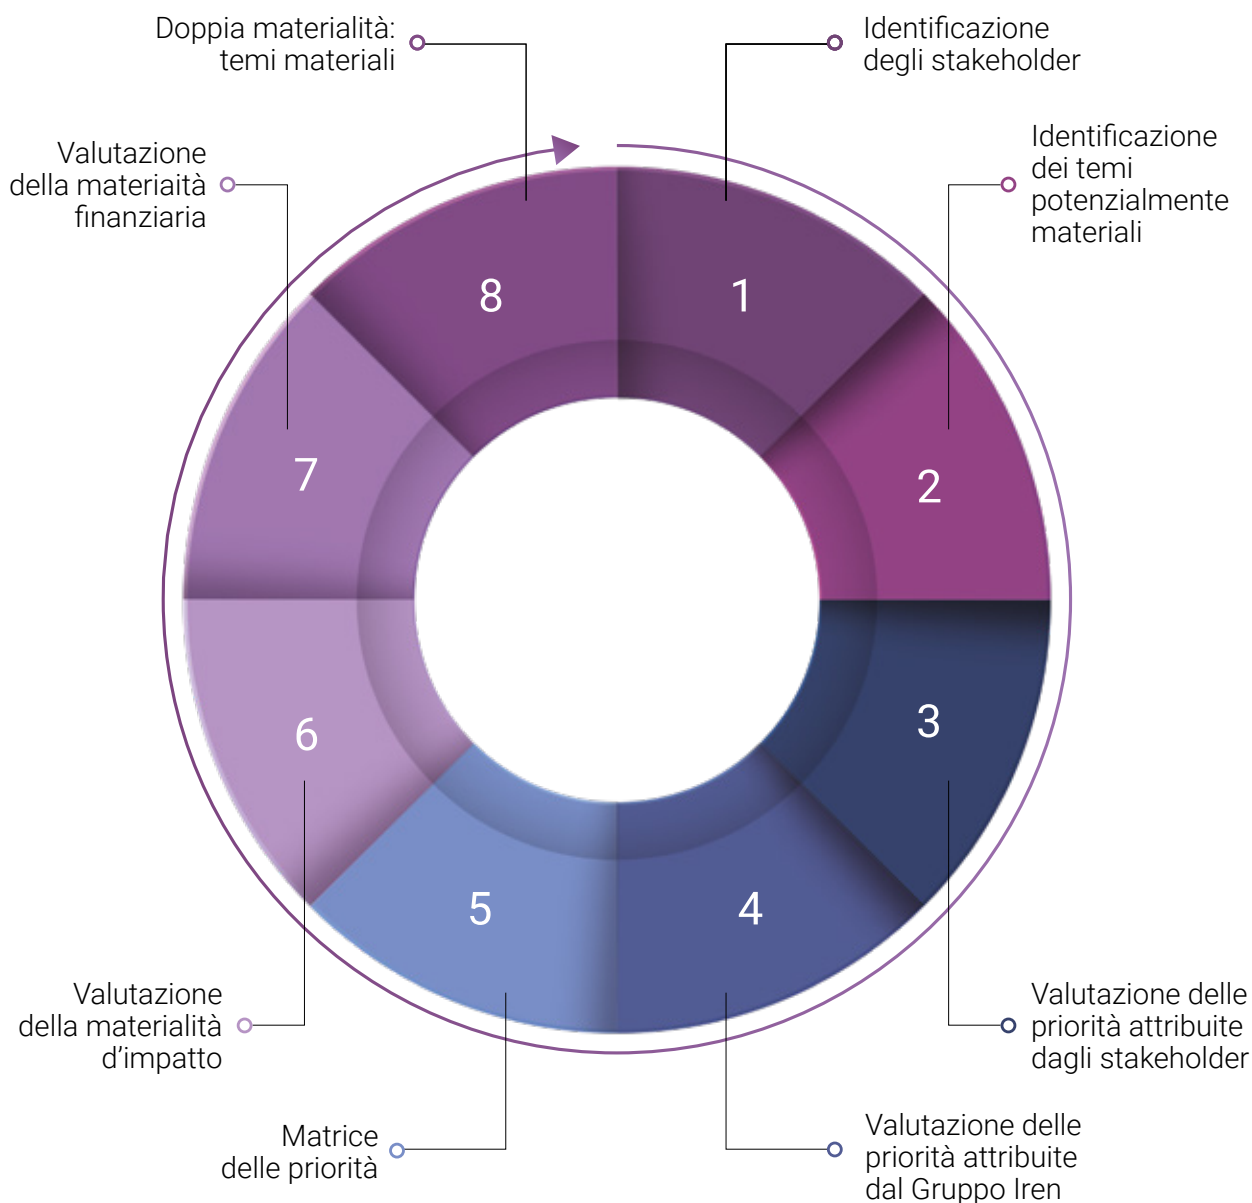 Doppia materialità:
temi materiali
Identificazione
degli stakeholder
Identificazione
dei temi
potenzialmente
materiali
Valutazione
della materiaità
finanziaria
8
1
7
2
6
3
5
4
Valutazione
della materialità
d'impatto
Valutazione delle
priorità attribuite
dagli stakeholder
Matrice
delle priorità
Valutazione delle
priorità attribuite
dal Gruppo Iren